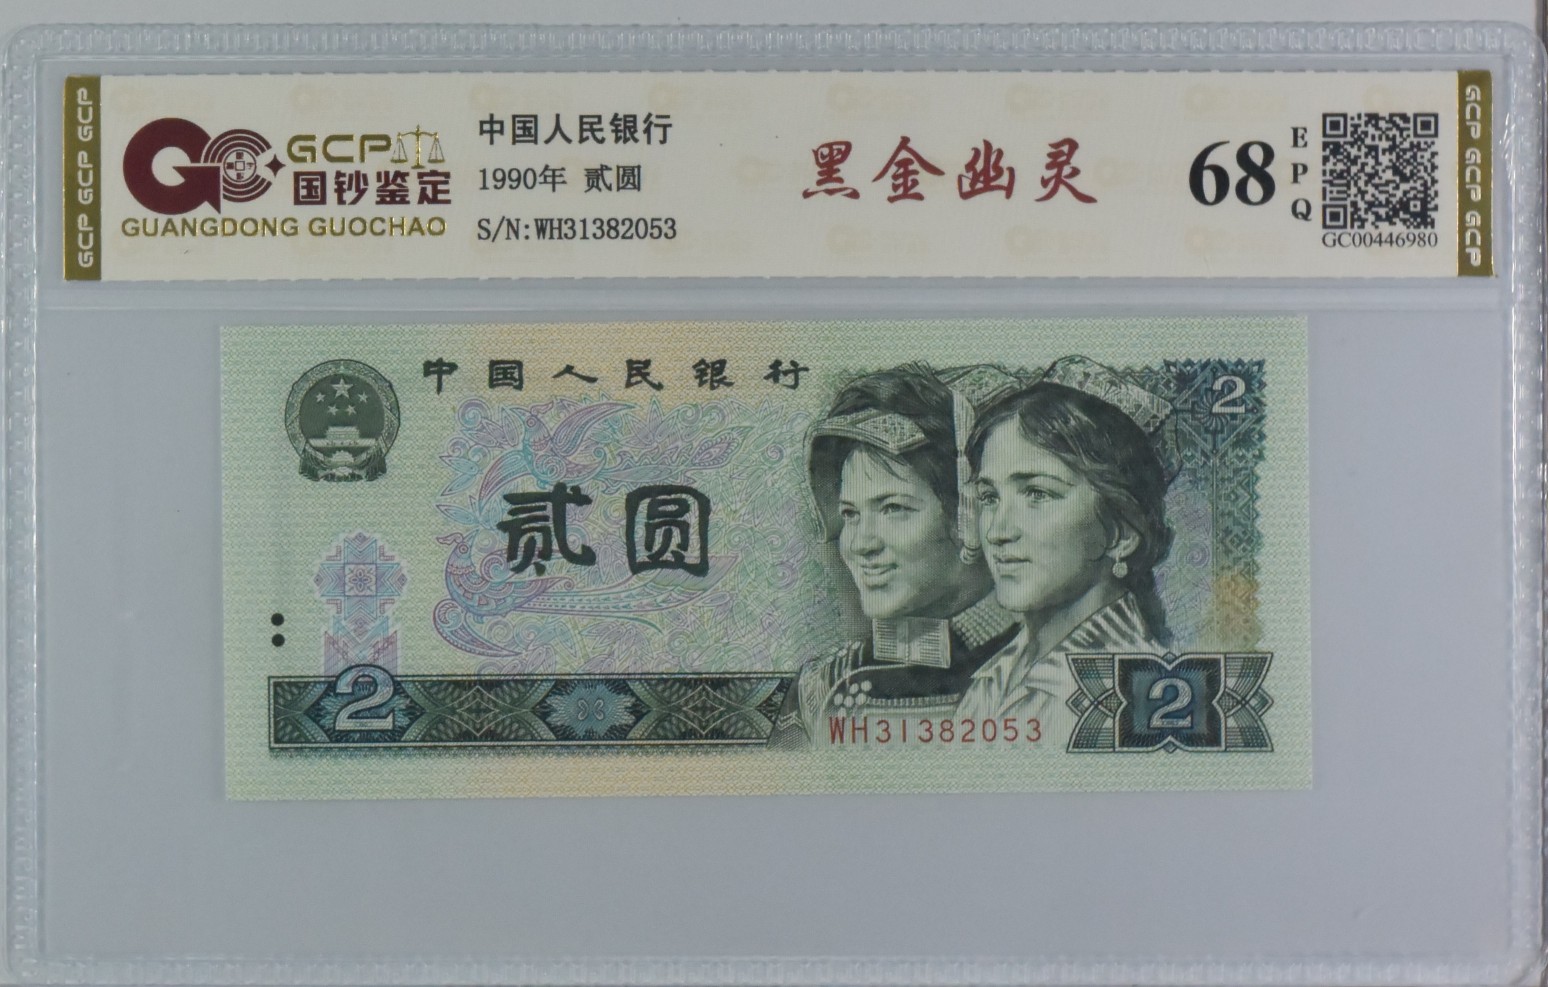 GCP GCP GCP
GCP
国钞鉴定
GUANGDONG GUOCHAO
中国人民银行
1990年 贰圆
S/N:WH31382053
黑金幽灵
68
EPQ
GC00446980
GCP GCP GCP
中国人民银行
2
贰圆
2
WH31382053
2